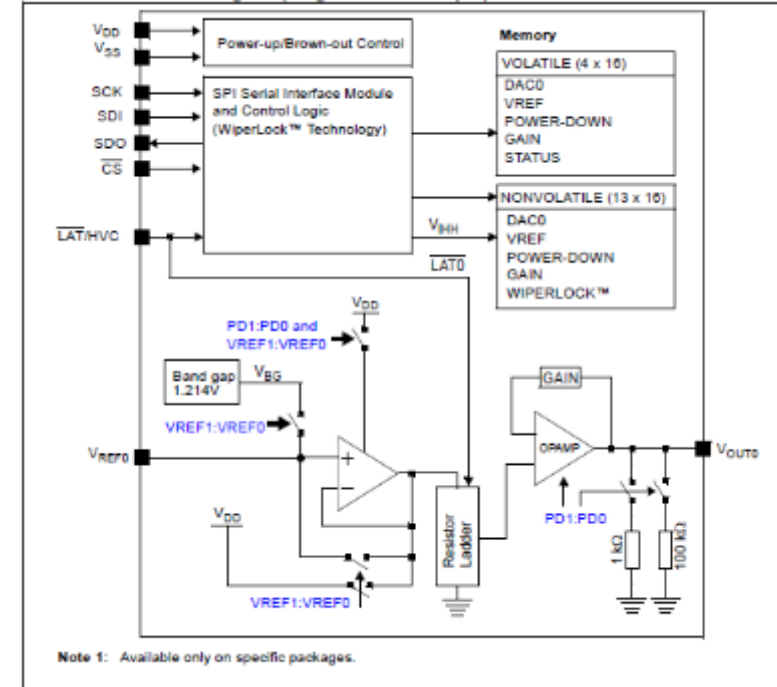 VDD
VSS
Power-up/Brown-out Control
Memory
VOLATILE (4 x 16)
DAC0
VREF
POWER-DOWN
GAIN
STATUS
SCK
SDI
SDO
CS
SPI Serial Interface Module
and Control Logic
(WiperLock™ Technology)
NONVOLATILE (13 x 16)
DAC0
VREF
POWER-DOWN
GAIN
WIPERLOCK™
LAT/HVC
VIHH
LAT0
VDD
PD1:PD0 and
VREF1:VREF0
Band gap
1.214V
VBG
VREF1:VREF0
GAIN
VREF0
+
−
OPAMP
VOUT0
PD1:PD0
VDD
Resistor
Ladder
1 kΩ
100 kΩ
VREF1:VREF0
Note 1: Available only on specific packages.